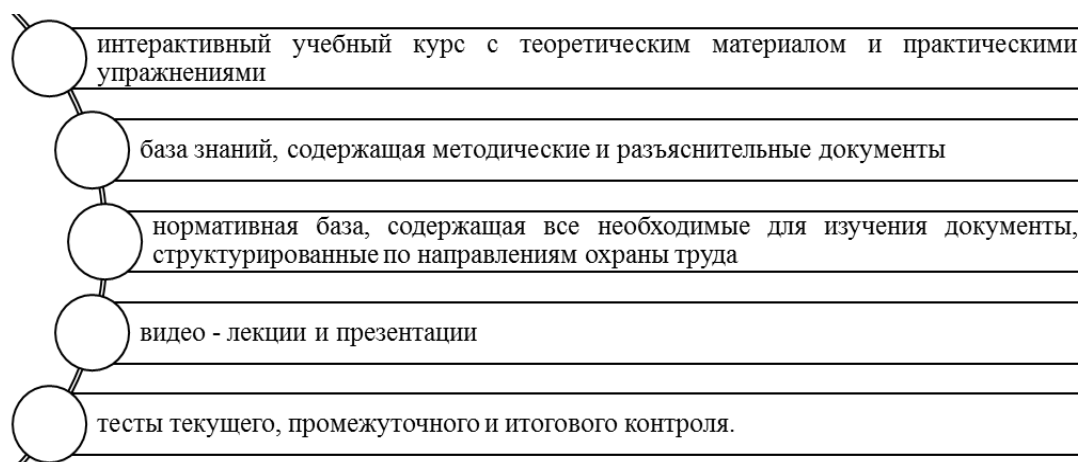 интерактивный учебный курс с теоретическим материалом и практическими
упражнениями
база знаний, содержащая методические и разъяснительные документы
нормативная база, содержащая все необходимые для изучения документы,
структурированные по направлениям охраны труда
видео - лекции и презентации
тесты текущего, промежуточного и итогового контроля.